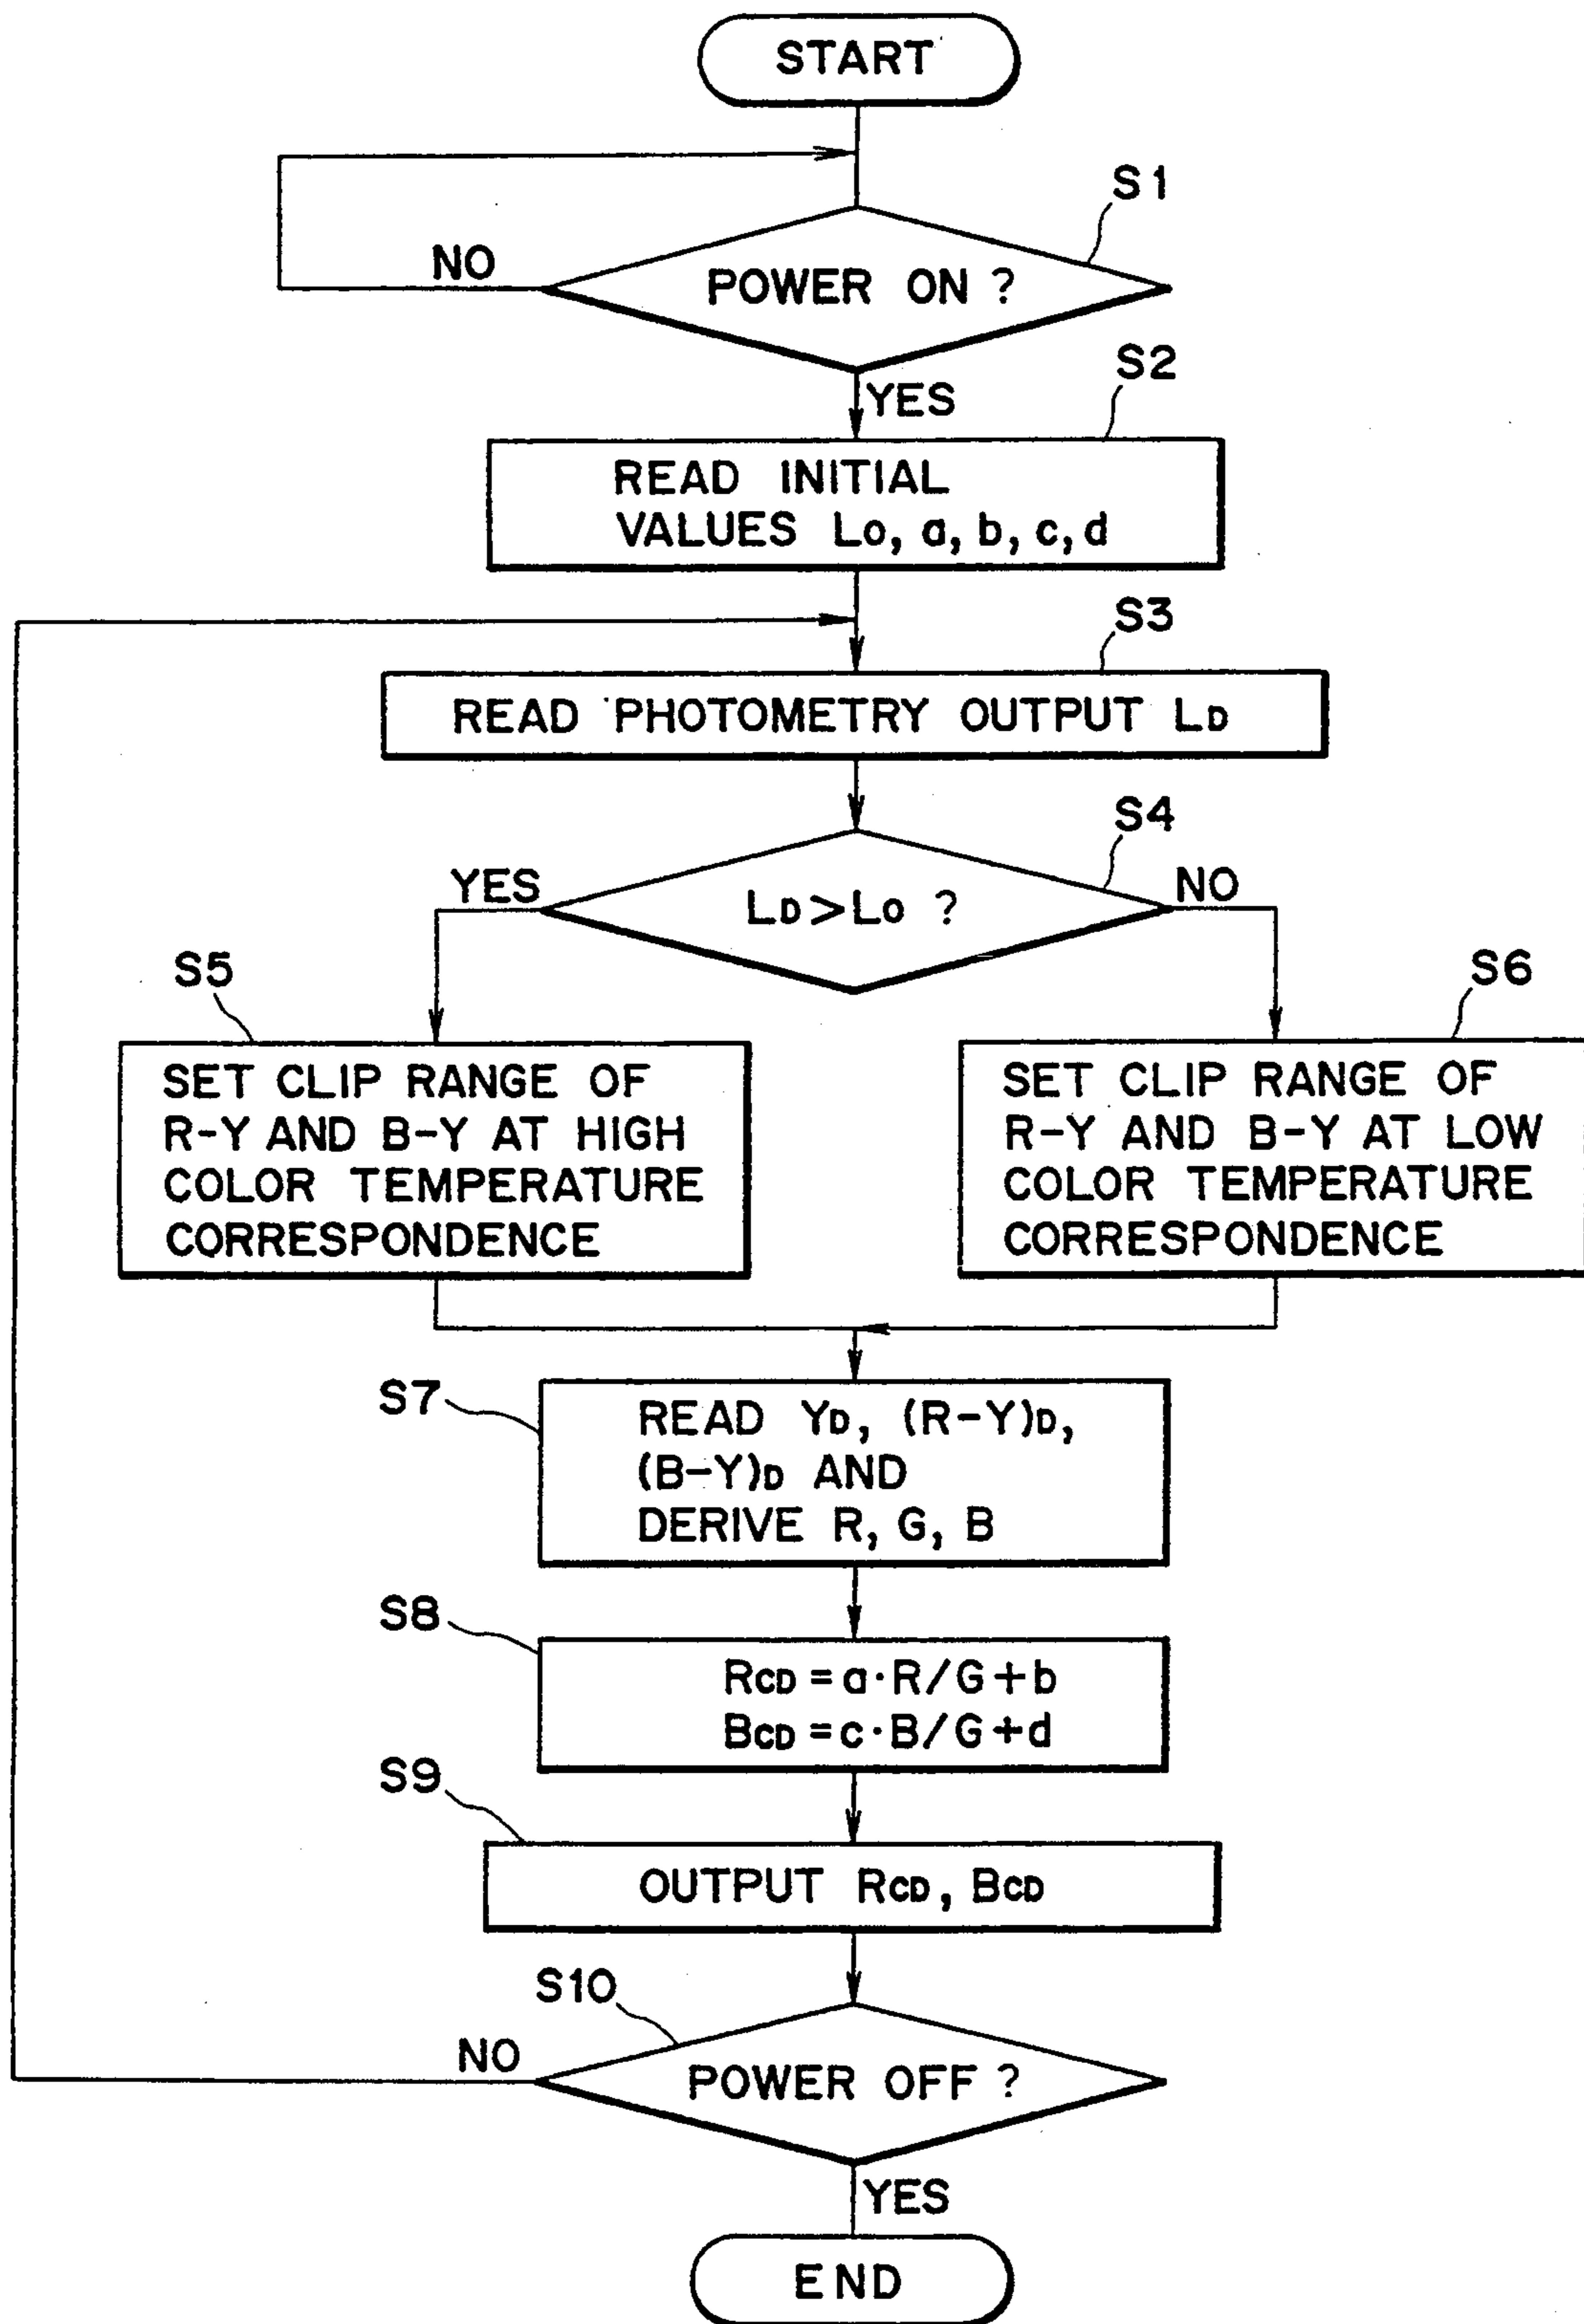 START
S1
NO
POWER ON ?
S2
YES
READ INITIAL
VALUES LO, a, b, c, d
S3
READ PHOTOMETRY OUTPUT LD
S4
YES
LD>LO ?
NO
S5
S6
SET CLIP RANGE OF
R-Y AND B-Y AT HIGH
COLOR TEMPERATURE
CORRESPONDENCE
SET CLIP RANGE OF
R-Y AND B-Y AT LOW
COLOR TEMPERATURE
CORRESPONDENCE
S7
READ YD, (R-Y)D,
(B-Y)D AND
DERIVE R, G, B
S8
RCD = a·R/G+b
BCD = c·B/G+d
S9
OUTPUT RCD, BCD
S10
NO
POWER OFF ?
YES
END